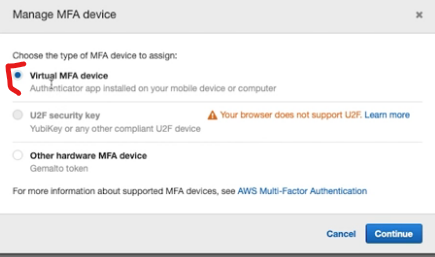 Manage MFA device
Choose the type of MFA device to assign:
Virtual MFA device
Authenticator app installed on your mobile device or computer
U2F security key
Your browser does not support U2F. Learn more
YubiKey or any other compliant U2F device
Other hardware MFA device
Gemalto token
For more information about supported MFA devices, see AWS Multi-Factor Authentication
Cancel
Continue